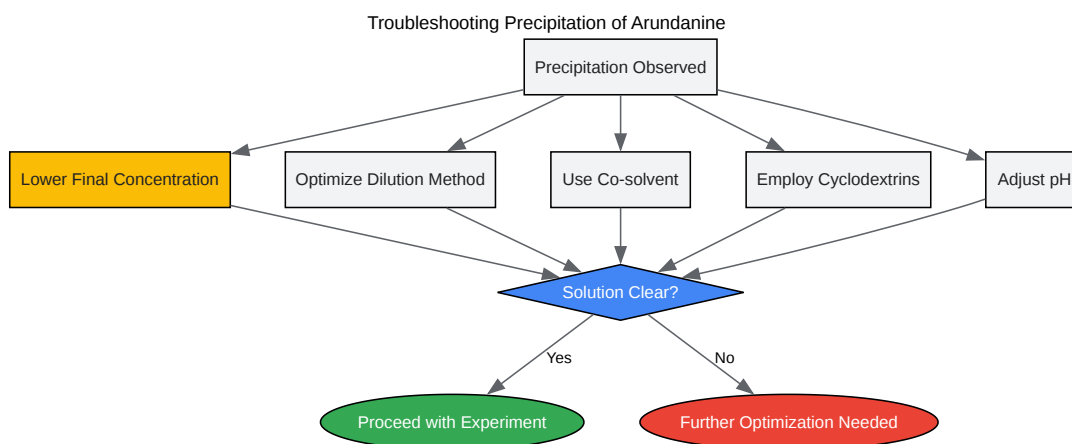 Troubleshooting Precipitation of Arundanine
Precipitation Observed
Lower Final Concentration
Optimize Dilution Method
Use Co-solvent
Employ Cyclodextrins
Adjust pH
Solution Clear?
Yes
No
Proceed with Experiment
Further Optimization Needed